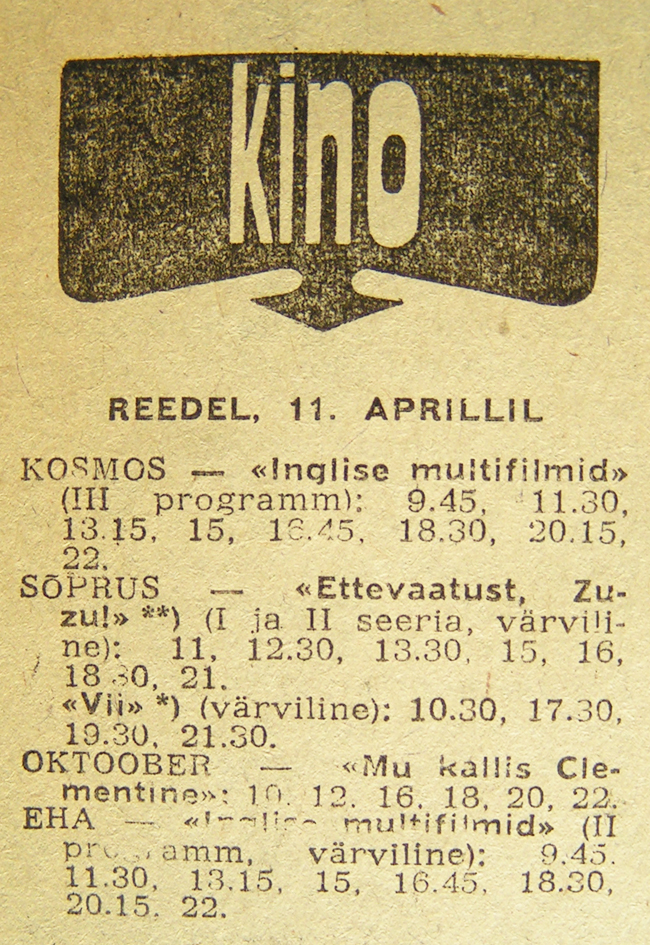 kino
REEDEL, 11. APRILLIL
KOSMOS — «Inglise multifilmid»
(III programm): 9.45, 11.30,
13.15, 15, 16.45, 18.30, 20.15,
22.
SÕPRUS — «Ettevaatust, Zu-
zu!» **) (I ja II seeria, värvili-
ne): 11, 12.30, 13.30, 15, 16,
18.30, 21.
«Vii» *) (värviline): 10.30, 17.30,
19.30, 21.30.
OKTOOBER — «Mu kallis Cle-
mentine»: 10, 12, 16, 18, 20, 22.
EHA — «Inglise multifilmid» (II
programm, värviline): 9.45,
11.30, 13.15, 15, 16.45, 18.30,
20.15, 22.